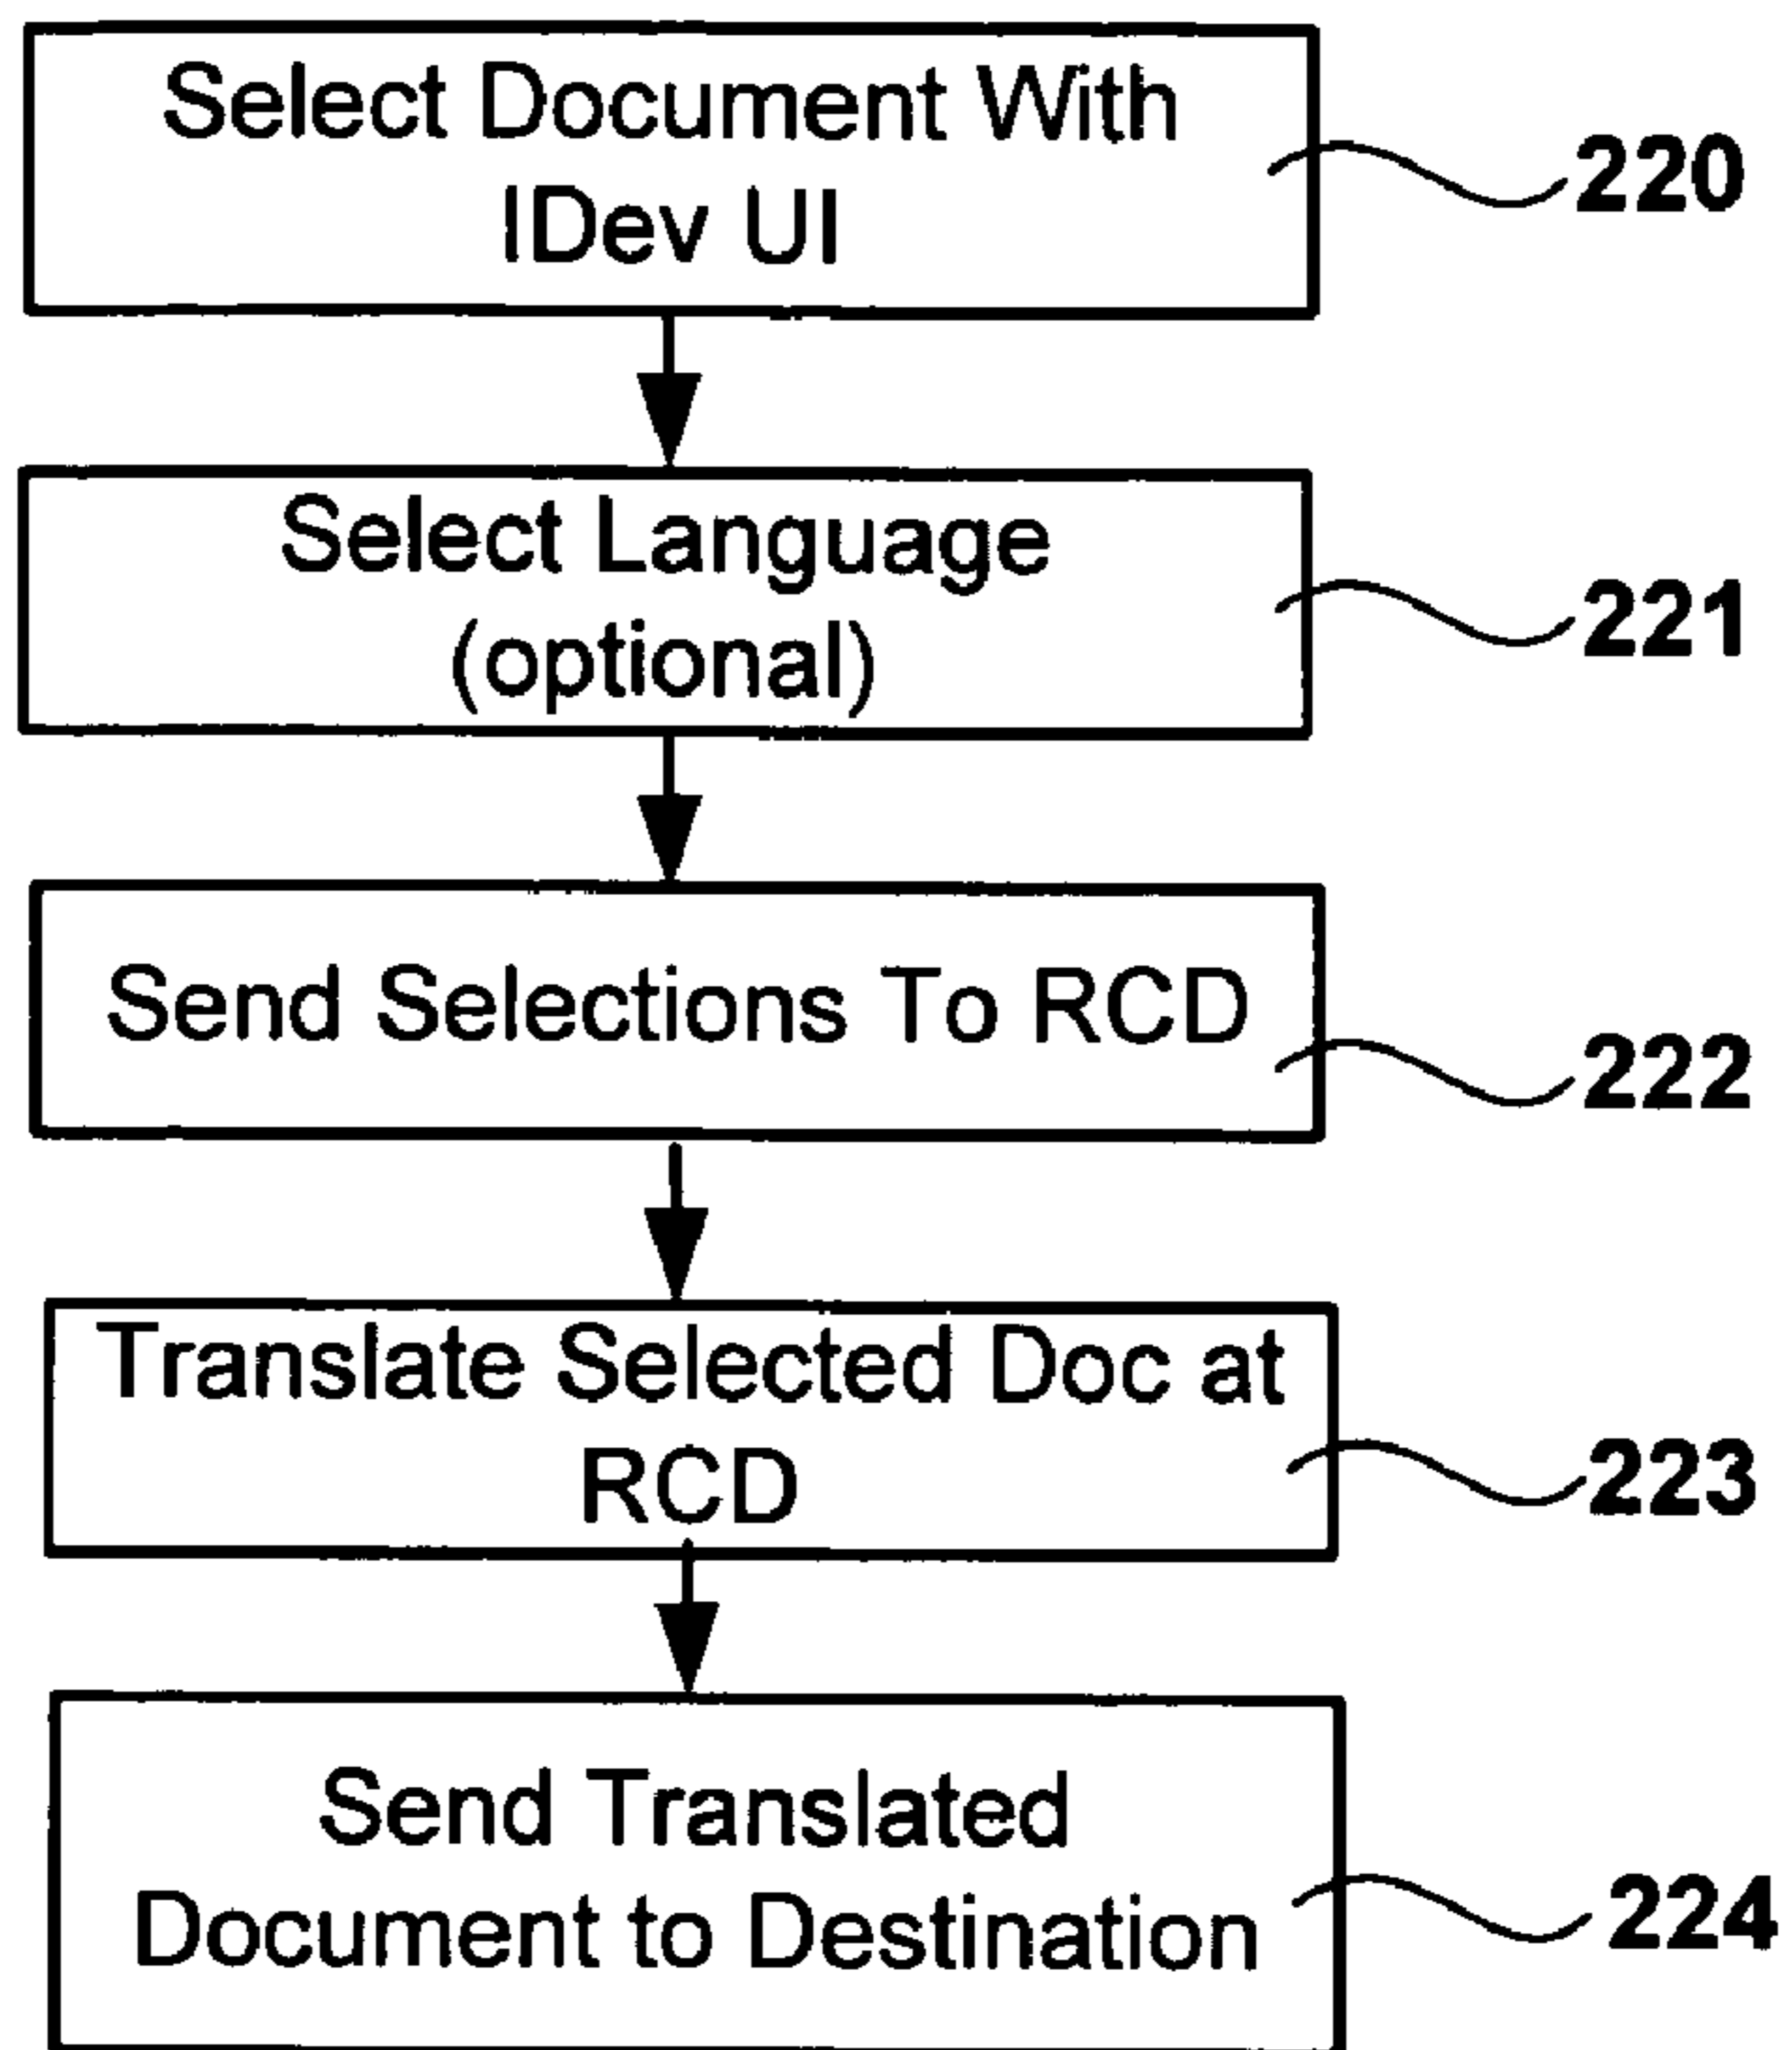 Select Document With
IDev UI
220
Select Language
(optional)
221
Send Selections To RCD
222
Translate Selected Doc at
RCD
223
Send Translated
Document to Destination
224